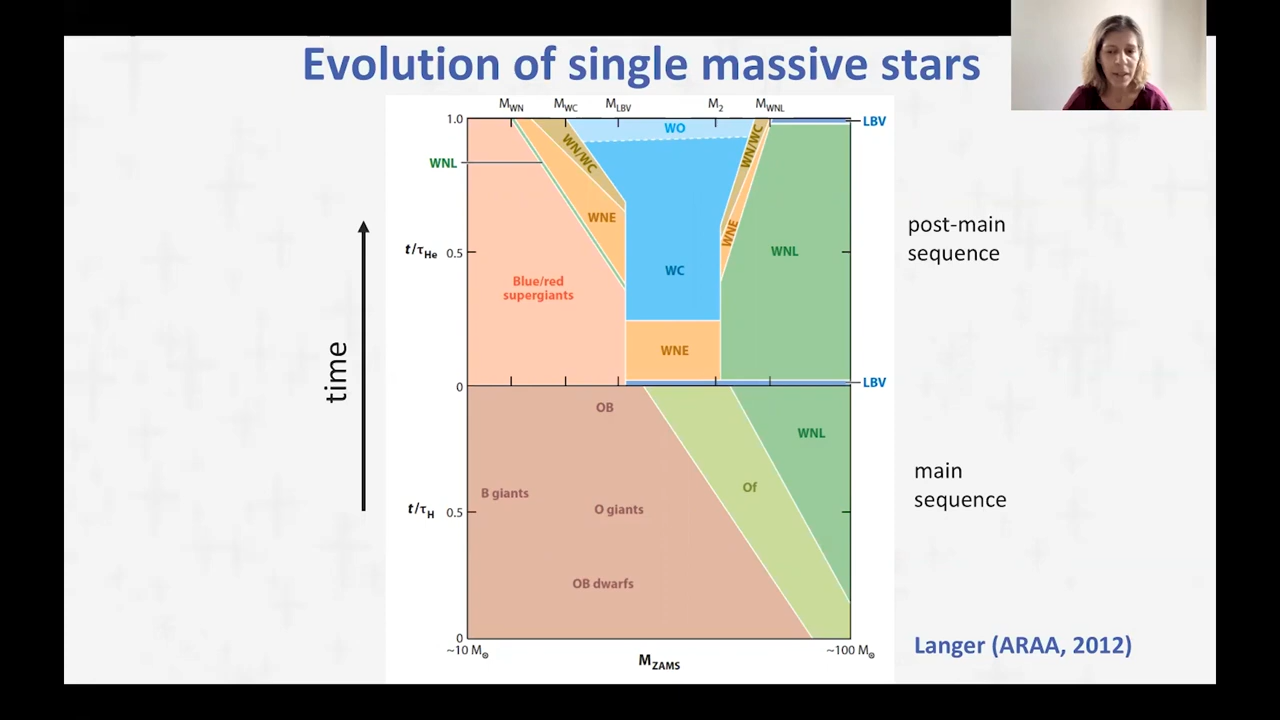 Evolution of single massive stars
M_WN M_WC M_LBV M_2 M_WNL
1.0
WO
LBV
WN/WC
WN/WC
WNL
WNE
WNE
t/τ_He 0.5
WC
WNL
Blue/red
supergiants
WNE
0
LBV
post-main
sequence
time
OB
WNL
main
sequence
B giants
Of
t/τ_H 0.5
O giants
OB dwarfs
0
~10 M⊙
~100 M⊙
M_ZAMS
Langer (ARAA, 2012)